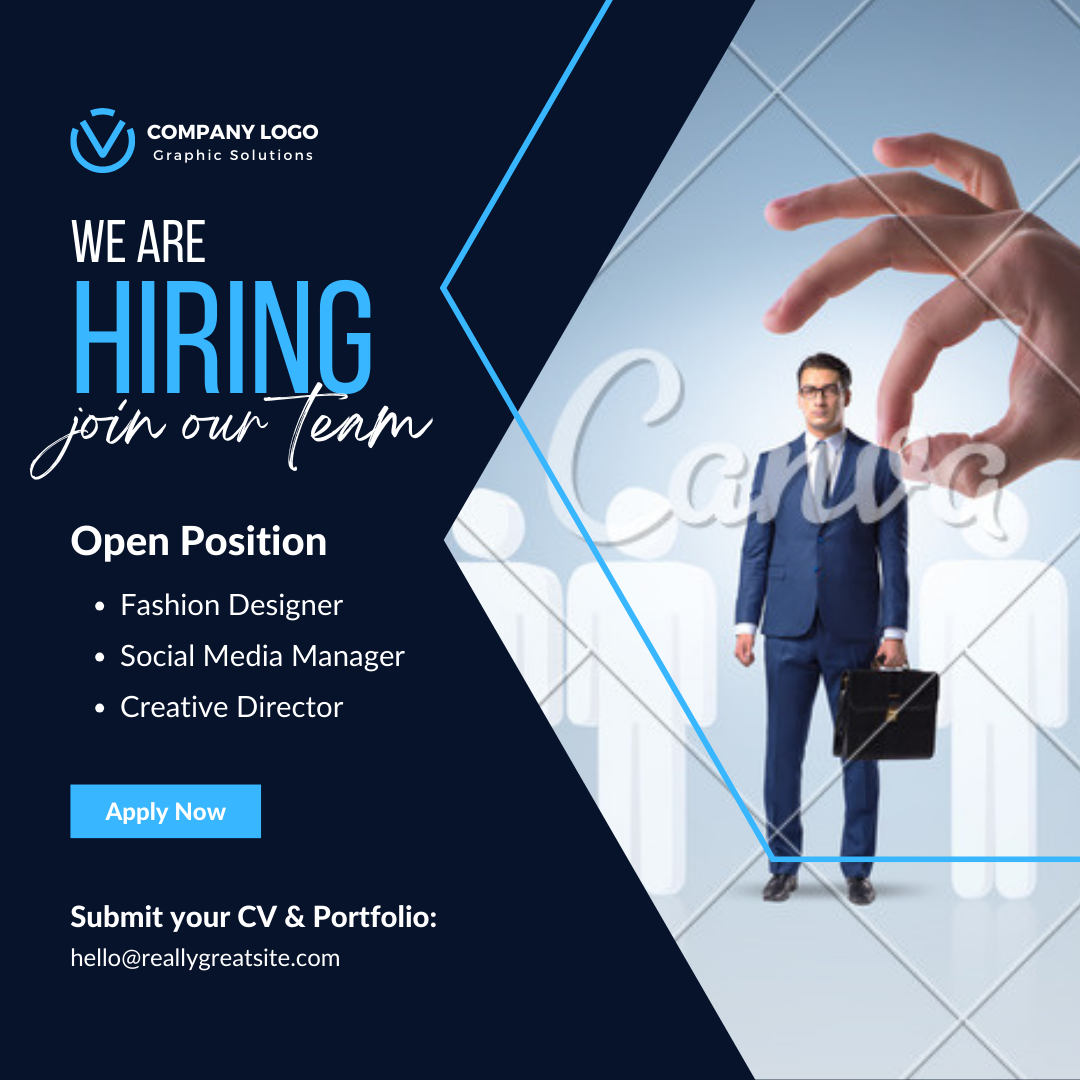 COMPANY LOGO
Graphic Solutions
WE ARE
HIRING
join our team
Open Position
• Fashion Designer
• Social Media Manager
• Creative Director
Apply Now
Submit your CV & Portfolio:
hello@reallygreatsite.com
Canva